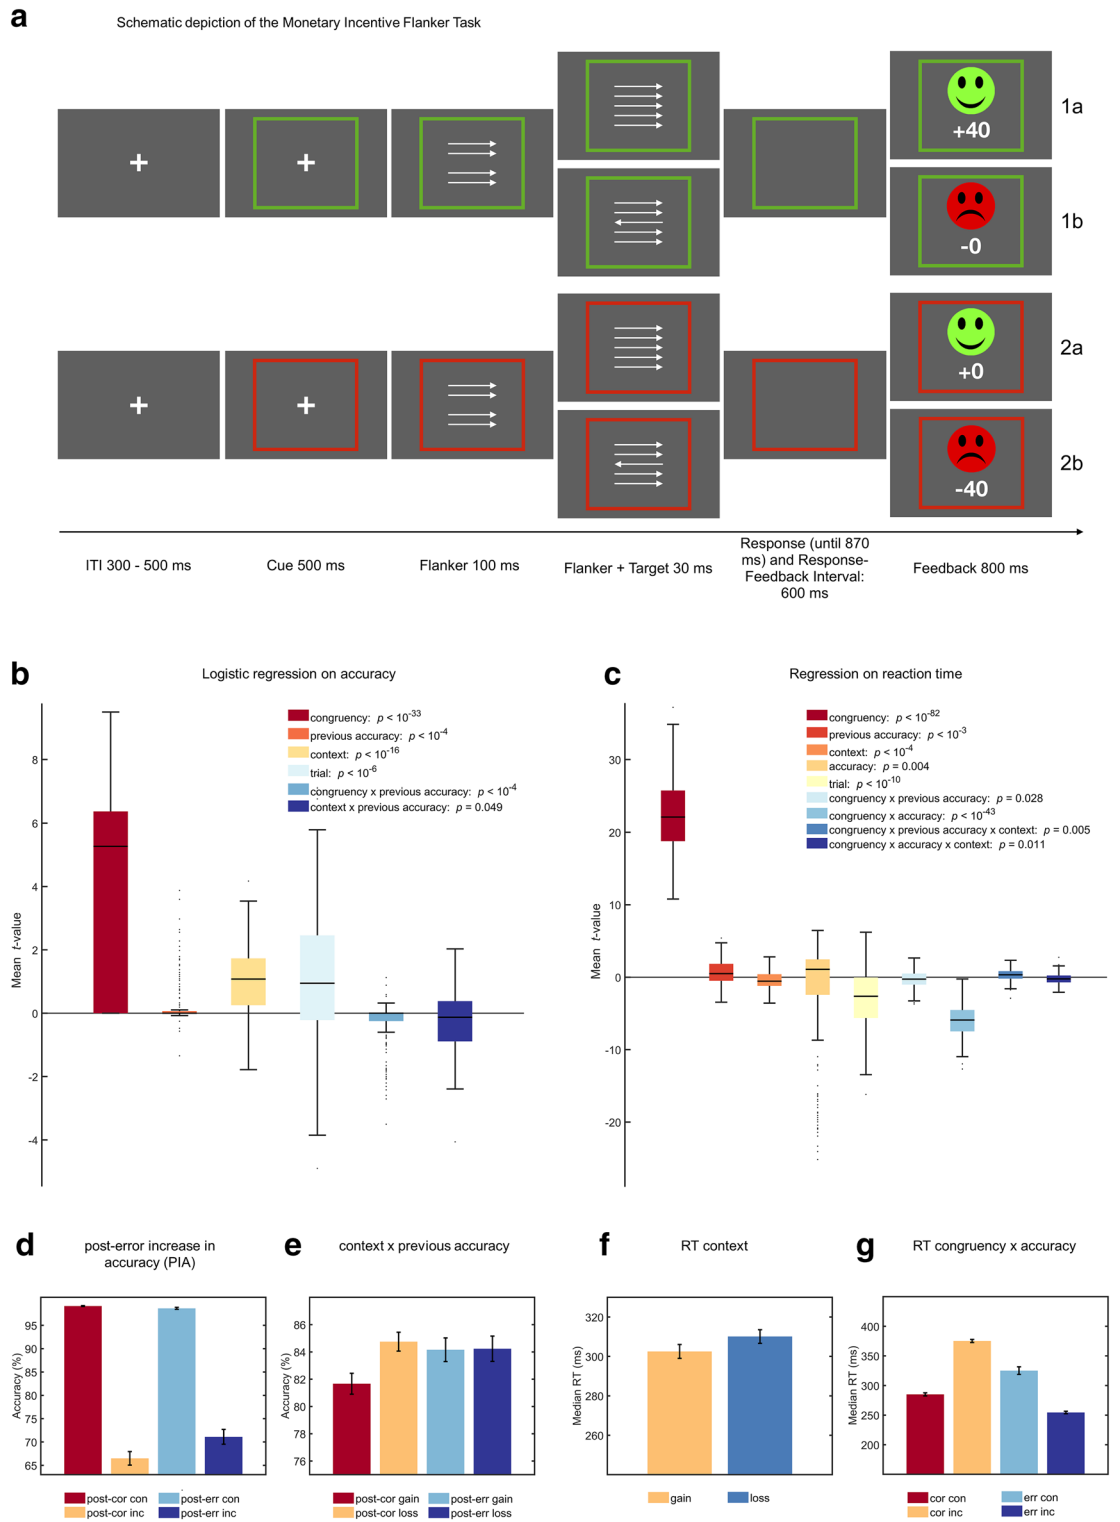 a
Schematic depiction of the Monetary Incentive Flanker Task
+40
1a
-0
1b
+0
2a
-40
2b
ITI 300 - 500 ms
Cue 500 ms
Flanker 100 ms
Flanker + Target 30 ms
Response (until 870
ms) and Response-
Feedback Interval:
600 ms
Feedback 800 ms
b
Logistic regression on accuracy
congruency: p < 10-33
previous accuracy: p < 10-4
context: p < 10-16
trial: p < 10-6
congruency x previous accuracy: p < 10-4
context x previous accuracy: p = 0.049
Mean t-value
8
6
4
2
0
-2
-4
c
Regression on reaction time
congruency: p < 10-82
previous accuracy: p < 10-3
context: p < 10-4
accuracy: p = 0.004
trial: p < 10-10
congruency x previous accuracy: p = 0.028
congruency x accuracy: p < 10-43
congruency x previous accuracy x context: p = 0.005
congruency x accuracy x context: p = 0.011
Mean t-value
30
20
10
0
-10
-20
d
post-error increase in
accuracy (PIA)
Accuracy (%)
95
90
85
80
75
70
65
post-cor con
post-err con
post-cor inc
post-err inc
e
context x previous accuracy
Accuracy (%)
86
84
82
80
78
76
post-cor gain
post-err gain
post-cor loss
post-err loss
f
RT context
Median RT (ms)
320
300
280
260
gain
loss
g
RT congruency x accuracy
Median RT (ms)
400
350
300
250
200
cor con
err con
cor inc
err inc